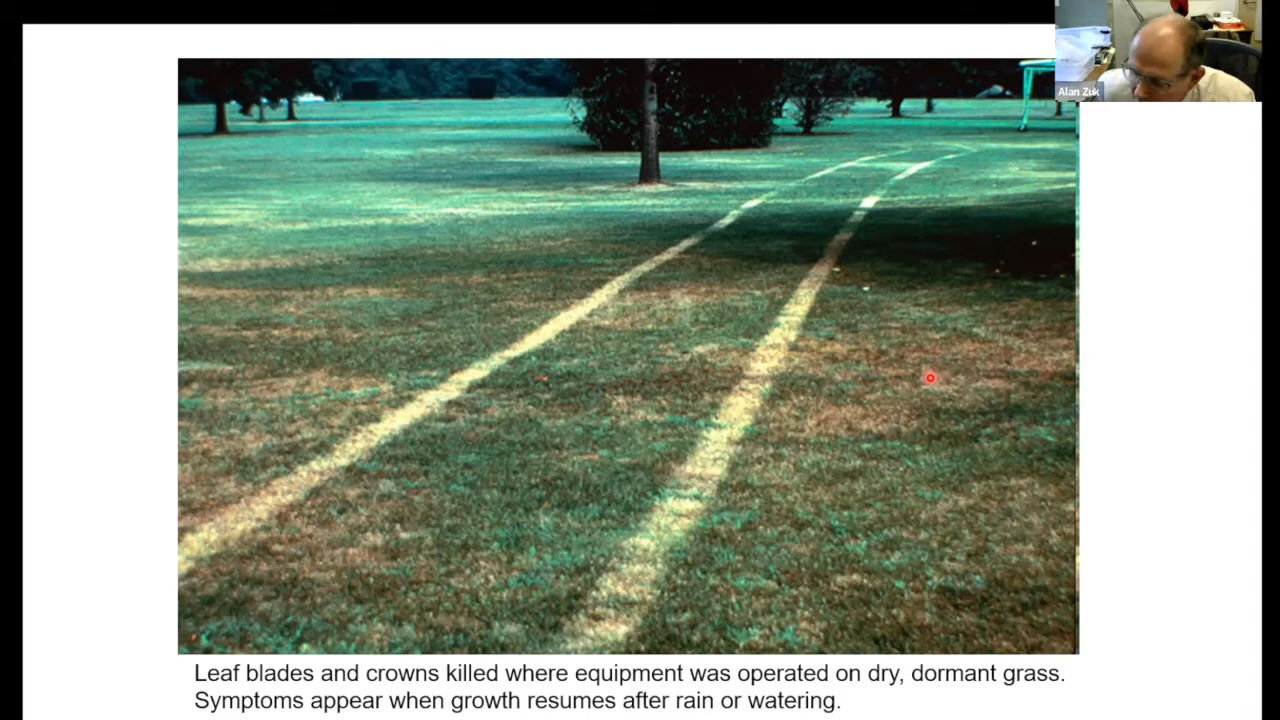 Alan Zuk
Leaf blades and crowns killed where equipment was operated on dry, dormant grass.
Symptoms appear when growth resumes after rain or watering.